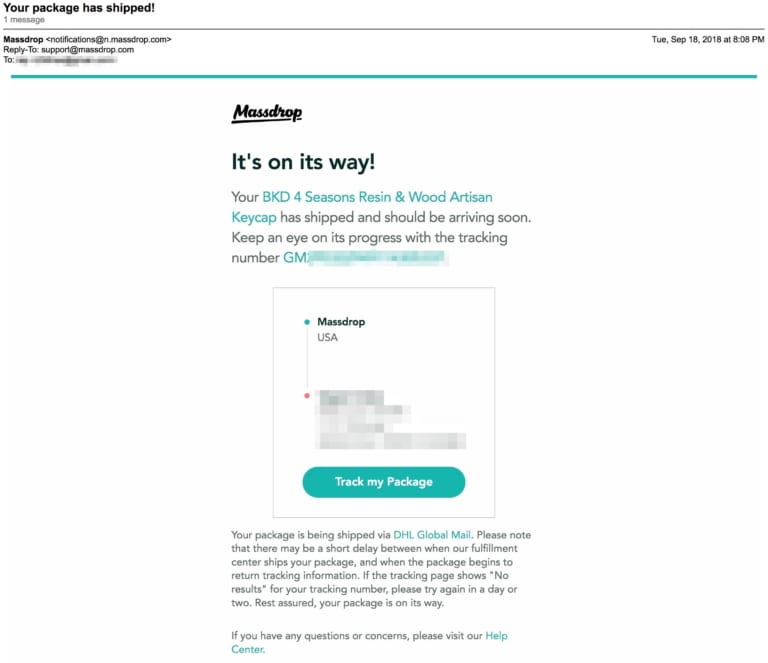 Your package has shipped!
1 message
Massdrop <notifications@n.massdrop.com>
Tue, Sep 18, 2018 at 8:08 PM
Reply-To: support@massdrop.com
To:
Massdrop
It's on its way!
Your BKD 4 Seasons Resin & Wood Artisan
Keycap has shipped and should be arriving soon.
Keep an eye on its progress with the tracking
number GM
Massdrop
USA
Track my Package
Your package is being shipped via DHL Global Mail. Please note
that there may be a short delay between when our fulfillment
center ships your package, and when the package begins to
return tracking information. If the tracking page shows "No
results" for your tracking number, please try again in a day or
two. Rest assured, your package is on its way.
If you have any questions or concerns, please visit our Help
Center.